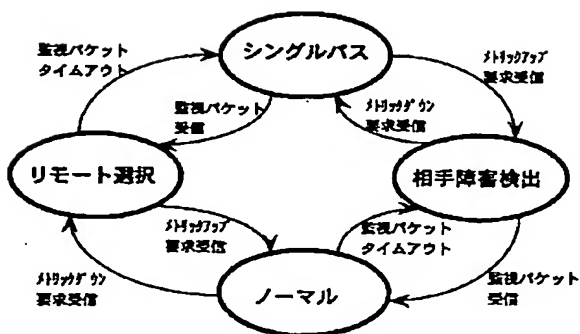 シングルパス
監視パケット
タイムアウト
メトリックアップ
要求受信
監視パケット
受信
メトリックダウン
要求受信
リモート選択
相手障害検出
メトリックアップ
要求受信
監視パケット
タイムアウト
メトリックダウン
要求受信
ノーマル
監視パケット
受信